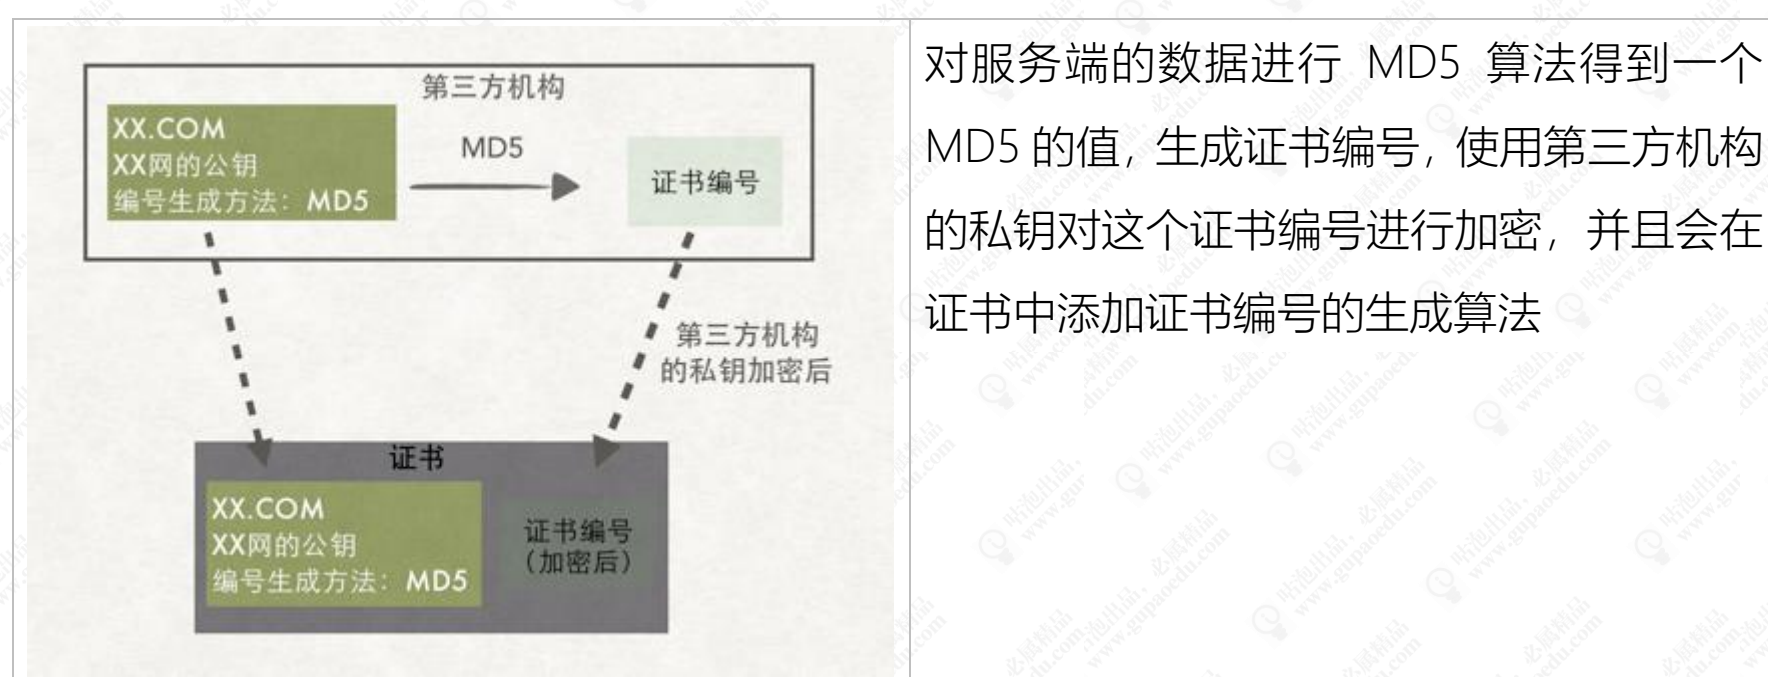 第三方机构
XX.COM
XX网的公钥
编号生成方法：MD5
MD5
证书编号
第三方机构
的私钥加密后
证书
XX.COM
XX网的公钥
编号生成方法：MD5
证书编号
（加密后）
对服务端的数据进行 MD5 算法得到一个
MD5 的值，生成证书编号，使用第三方机构
的私钥对这个证书编号进行加密，并且会在
证书中添加证书编号的生成算法